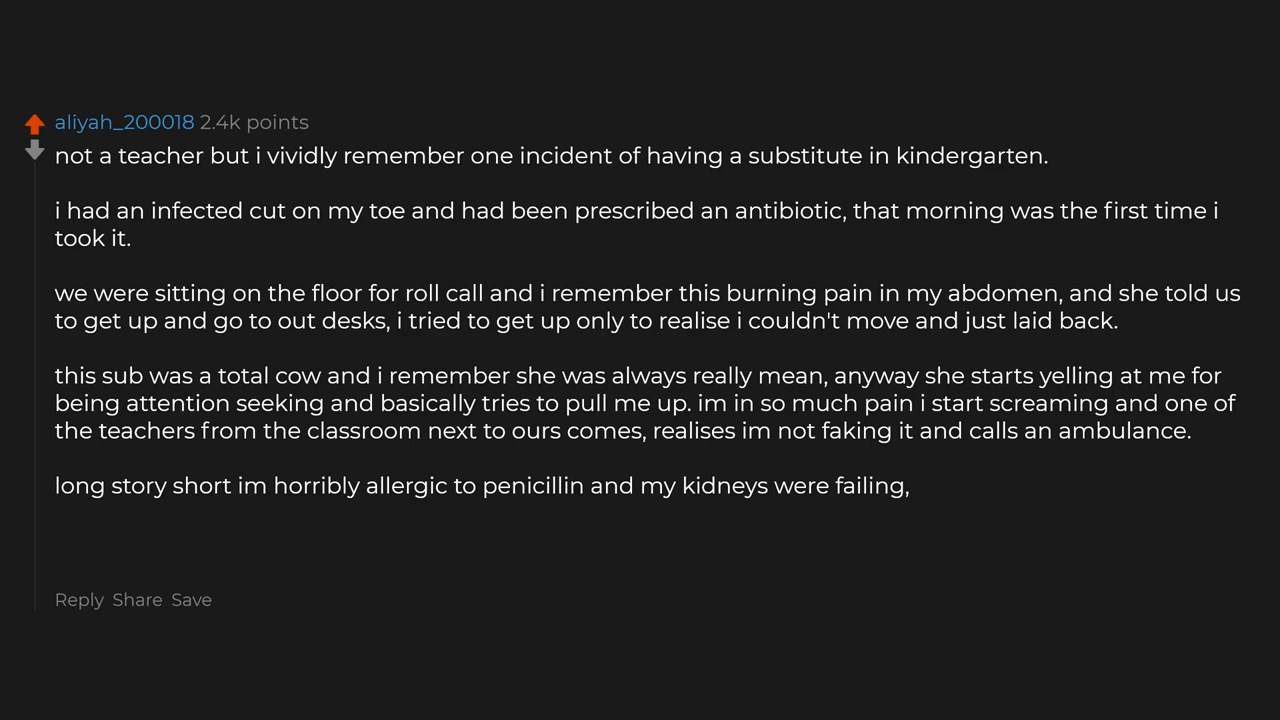 aliyah_200018 2.4k points
not a teacher but i vividly remember one incident of having a substitute in kindergarten.
i had an infected cut on my toe and had been prescribed an antibiotic, that morning was the first time i
took it.
we were sitting on the floor for roll call and i remember this burning pain in my abdomen, and she told us
to get up and go to out desks, i tried to get up only to realise i couldn't move and just laid back.
this sub was a total cow and i remember she was always really mean, anyway she starts yelling at me for
being attention seeking and basically tries to pull me up. im in so much pain i start screaming and one of
the teachers from the classroom next to ours comes, realises im not faking it and calls an ambulance.
long story short im horribly allergic to penicillin and my kidneys were failing,
Reply Share Save